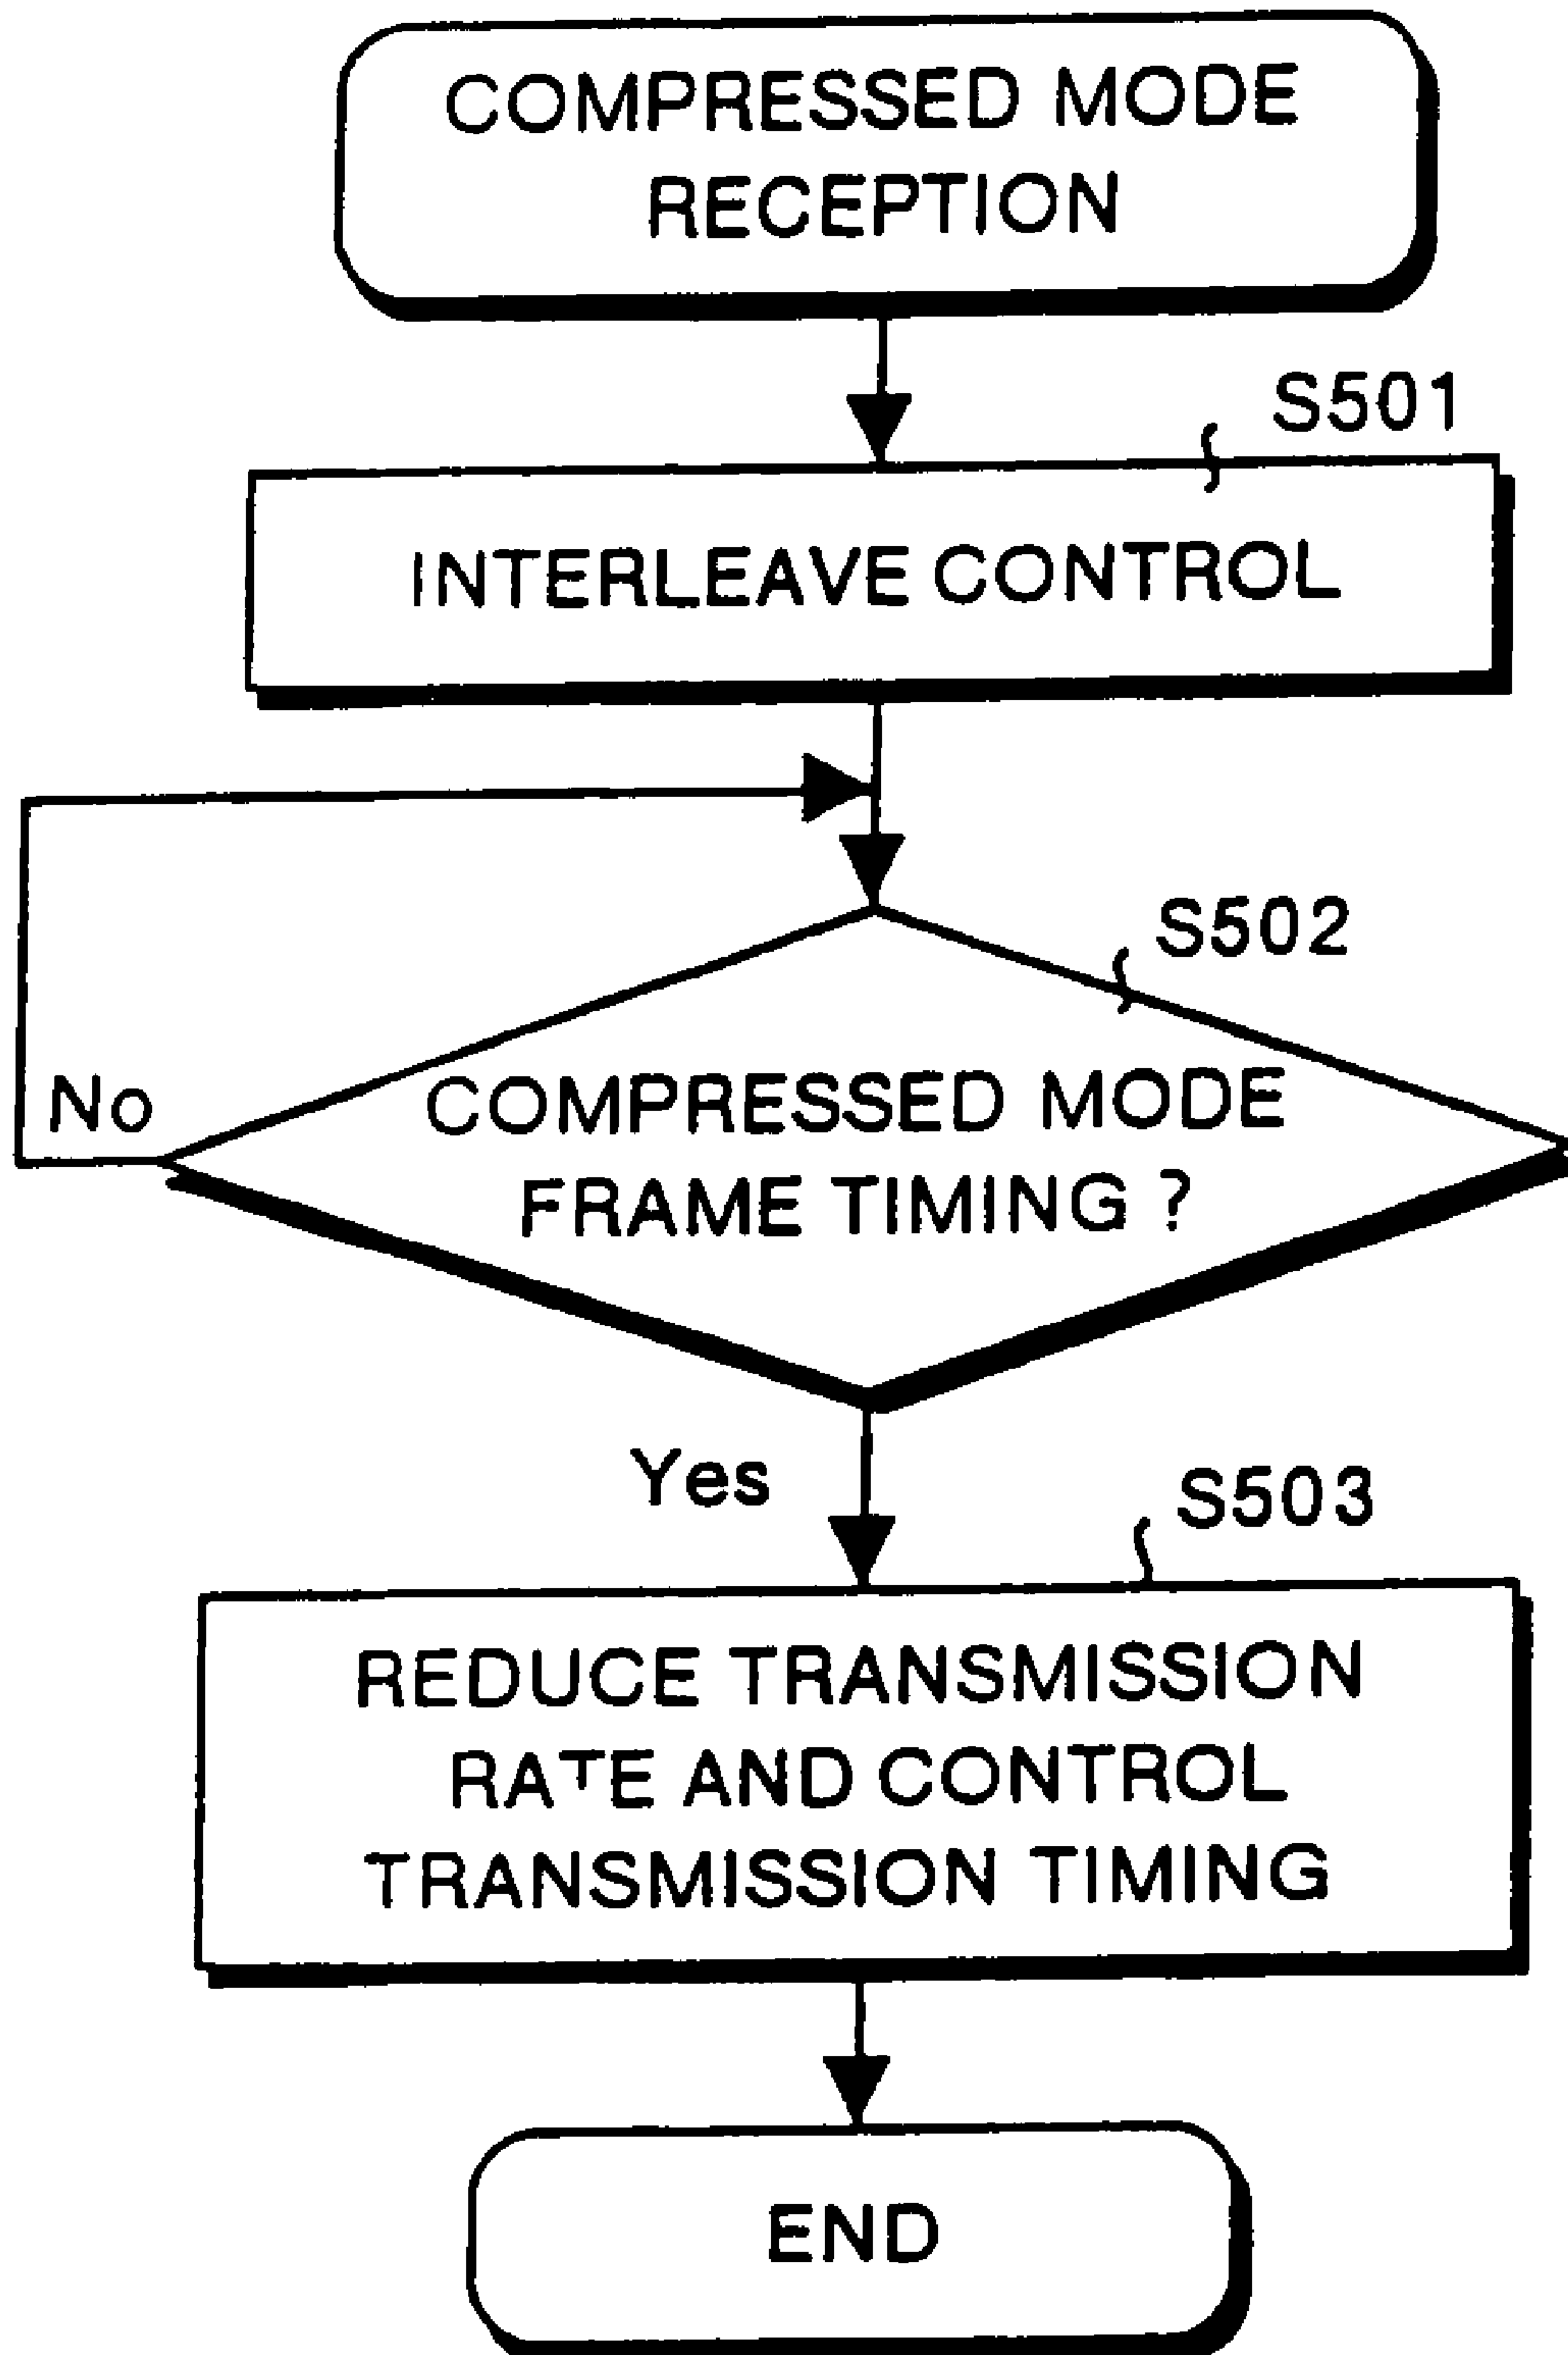 COMPRESSED MODE
RECEPTION
S501
INTERLEAVE CONTROL
S502
No
COMPRESSED MODE
FRAME TIMING ?
Yes
S503
REDUCE TRANSMISSION
RATE AND CONTROL
TRANSMISSION TIMING
END